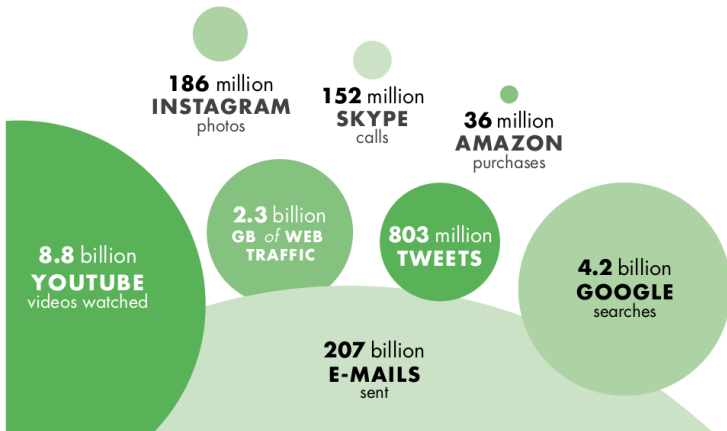 186 million
INSTAGRAM
photos
152 million
SKYPE
calls
36 million
AMAZON
purchases
8.8 billion
YOUTUBE
videos watched
2.3 billion
GB of WEB
TRAFFIC
803 million
TWEETS
4.2 billion
GOOGLE
searches
207 billion
E-MAILS
sent